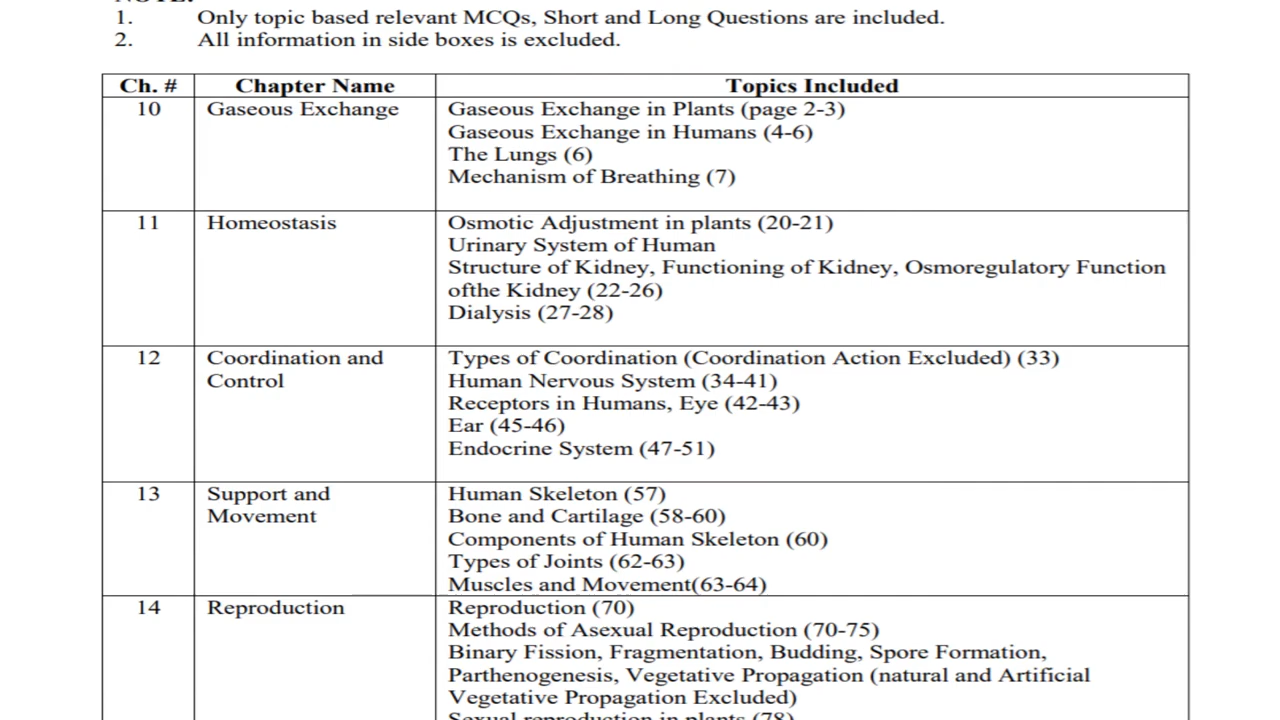 NOTE:
1. Only topic based relevant MCQs, Short and Long Questions are included.
2. All information in side boxes is excluded.
Ch. # Chapter Name Topics Included
10 Gaseous Exchange Gaseous Exchange in Plants (page 2-3)
Gaseous Exchange in Humans (4-6)
The Lungs (6)
Mechanism of Breathing (7)
11 Homeostasis Osmotic Adjustment in plants (20-21)
Urinary System of Human
Structure of Kidney, Functioning of Kidney, Osmoregulatory Function
ofthe Kidney (22-26)
Dialysis (27-28)
12 Coordination and Types of Coordination (Coordination Action Excluded) (33)
Control Human Nervous System (34-41)
Receptors in Humans, Eye (42-43)
Ear (45-46)
Endocrine System (47-51)
13 Support and Human Skeleton (57)
Movement Bone and Cartilage (58-60)
Components of Human Skeleton (60)
Types of Joints (62-63)
Muscles and Movement(63-64)
14 Reproduction Reproduction (70)
Methods of Asexual Reproduction (70-75)
Binary Fission, Fragmentation, Budding, Spore Formation,
Parthenogenesis, Vegetative Propagation (natural and Artificial
Vegetative Propagation Excluded)
Sexual reproduction in plants (78)